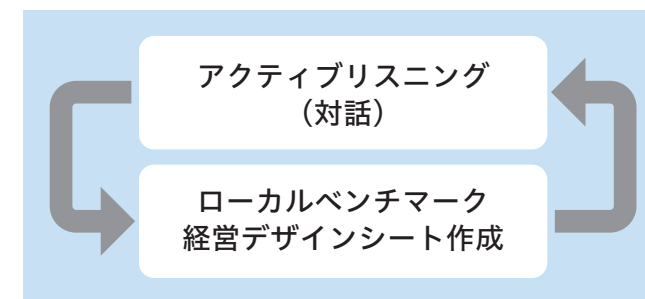 アクティブリスニング
（対話）
ローカルベンチマーク
経営デザインシート作成